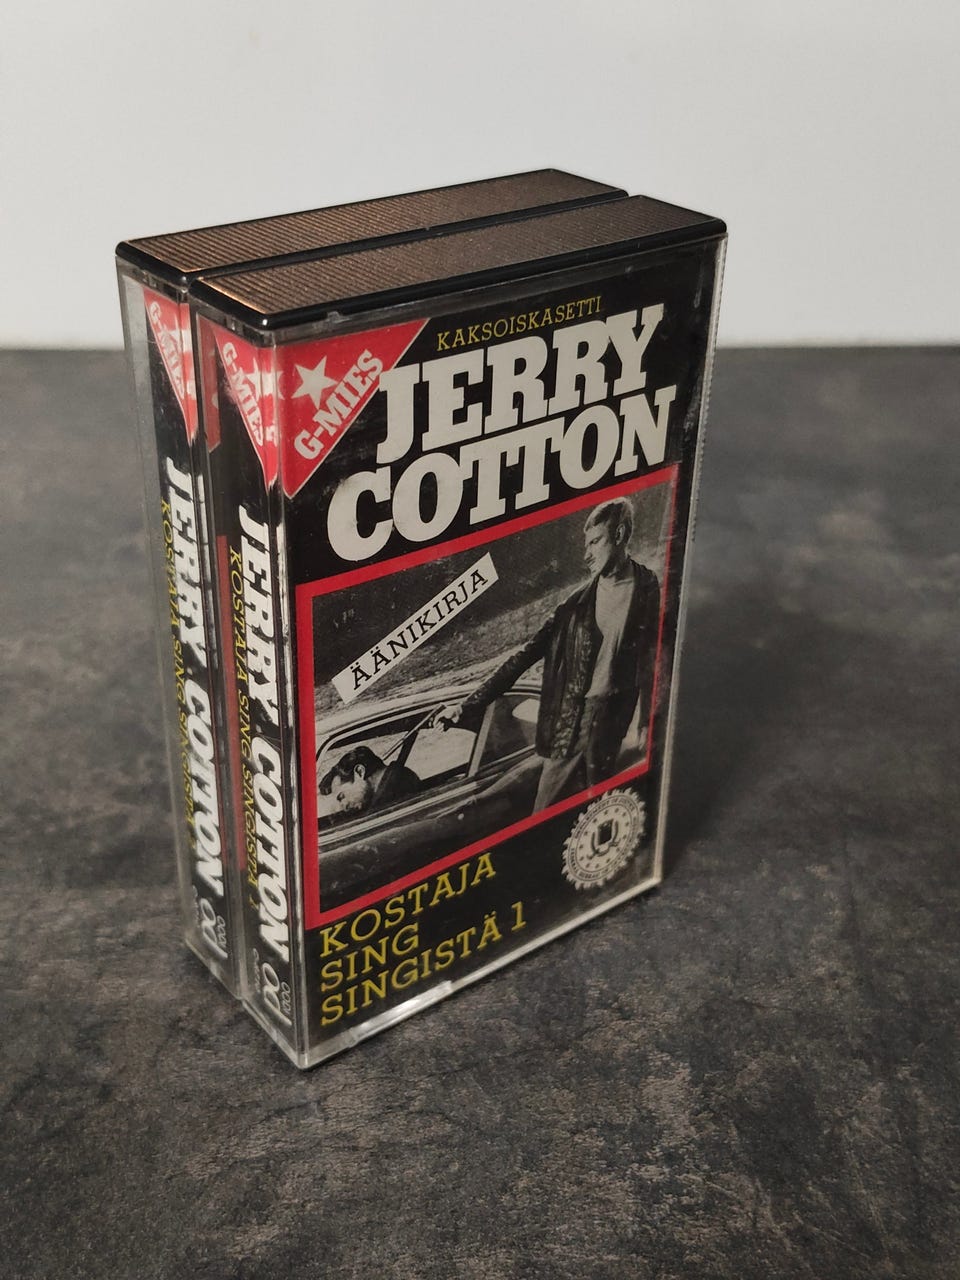 KAKSOISKASETTI
G-MIES
JERRY
COTTON
ÄÄNIKIRJA
KOSTAJA
SING
SINGISTÄ 1
G-MIES
JERRY COTTON
KOSTAJA SING SINGISTÄ 1
G-MIES
JERRY COTTON
KOSTAJA SING SINGISTÄ